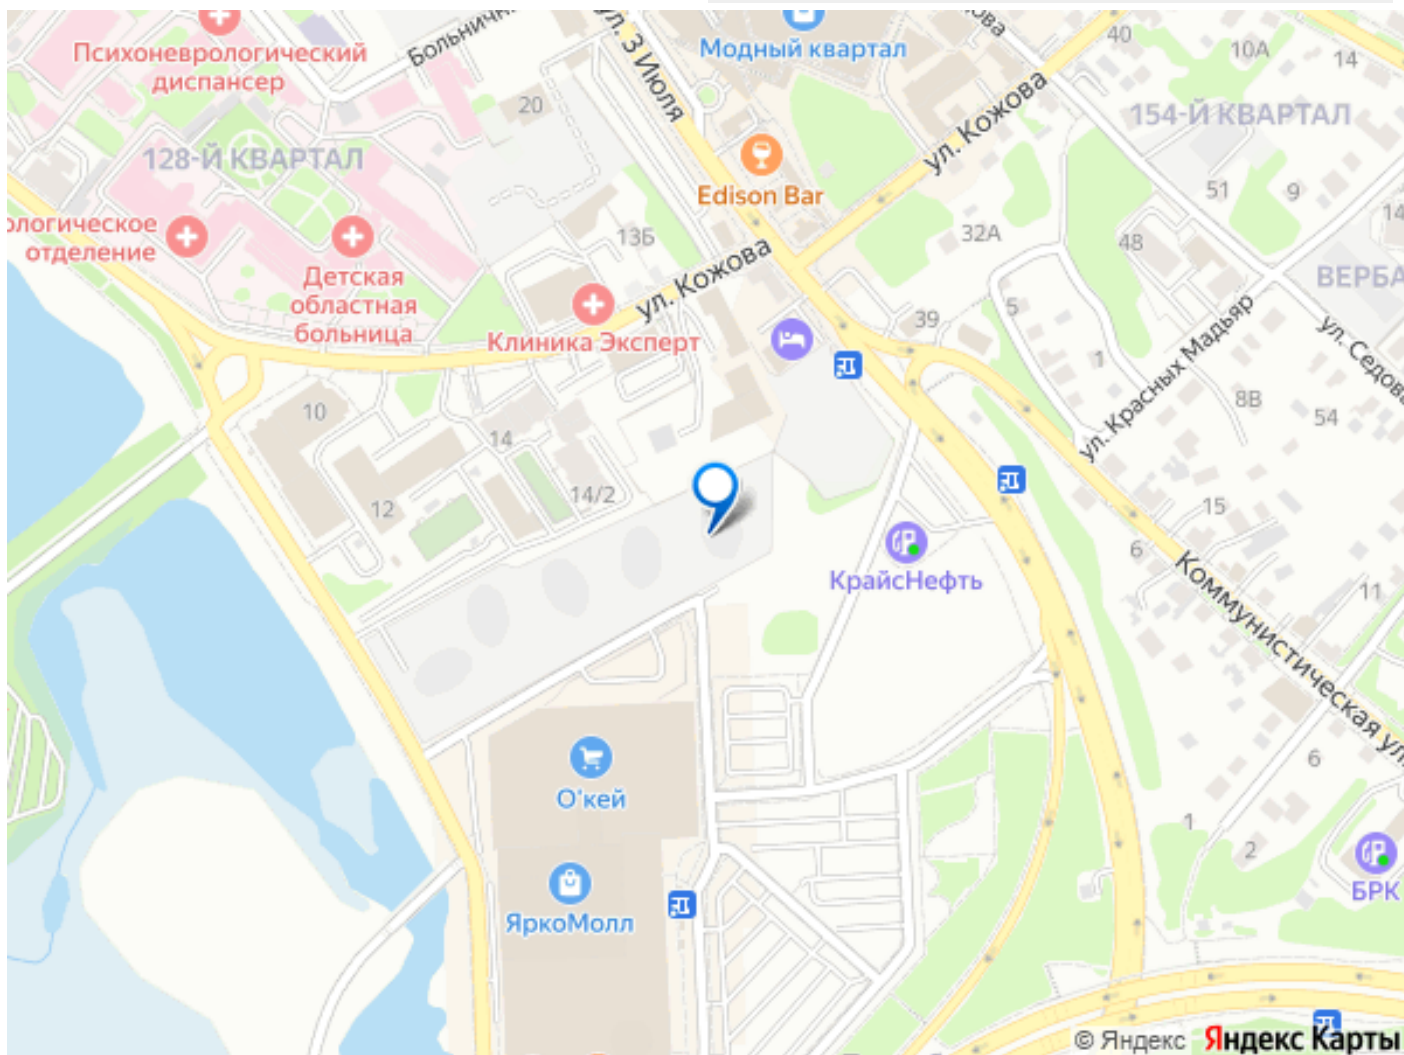 Психоневрологический
диспансер
Больничн
ул. 3 Июля
Модный квартал
ова
40
10А
14
20
128-Й КВАРТАЛ
ул. Кожова
154-Й КВАРТАЛ
Edison Bar
51
9
14
ологическое
отделение
13Б
32А
48
Детская
областная
больница
ул. Кожова
ВЕРБА
Клиника Эксперт
39
5
1
ул. Красных Мадьяр
ул. Седова
8В
54
10
14
12
14/2
15
6
КрайсНефть
Коммунистическая ул.
11
6
О'кей
1
2
БРК
ЯркоМолл
© Яндекс Яндекс Карты